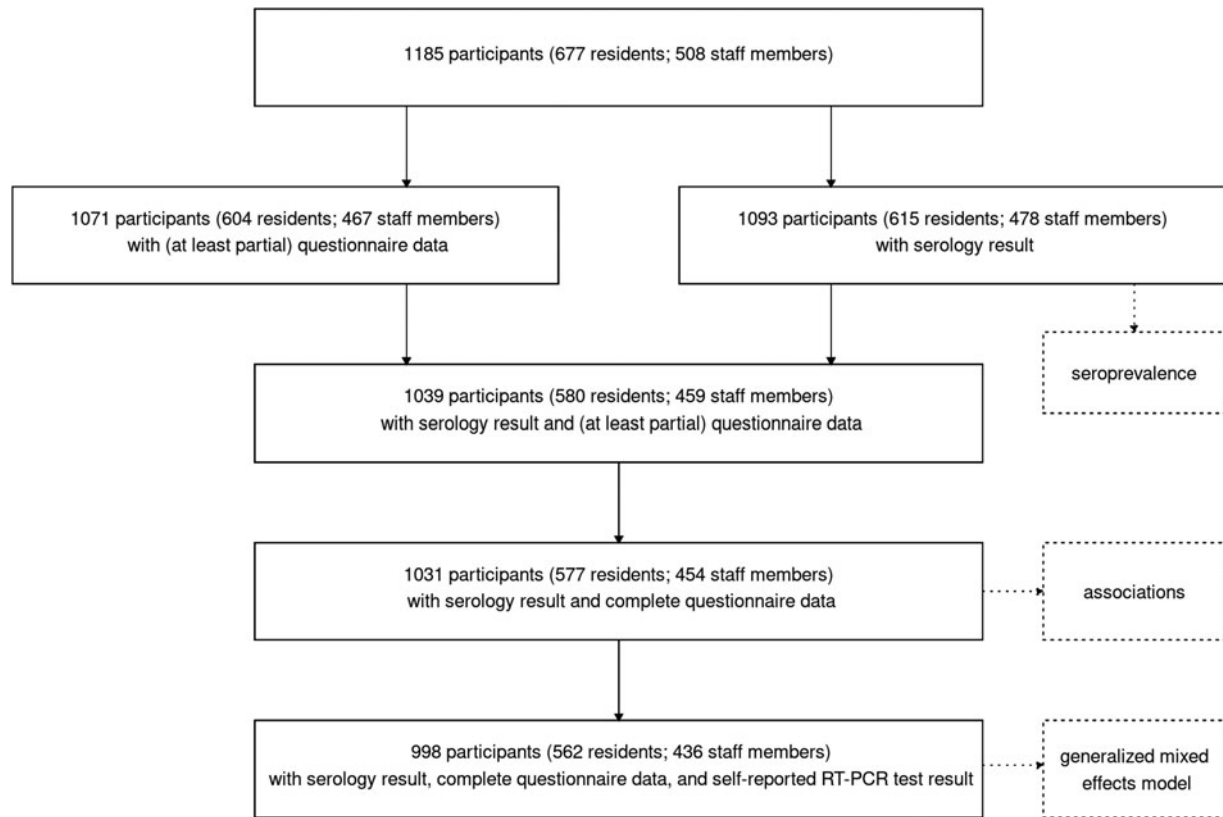 1185 participants (677 residents; 508 staff members)
1071 participants (604 residents; 467 staff members)
with (at least partial) questionnaire data
1093 participants (615 residents; 478 staff members)
with serology result
seroprevalence
1039 participants (580 residents; 459 staff members)
with serology result and (at least partial) questionnaire data
1031 participants (577 residents; 454 staff members)
with serology result and complete questionnaire data
associations
998 participants (562 residents; 436 staff members)
with serology result, complete questionnaire data, and self-reported RT-PCR test result
generalized mixed
effects model